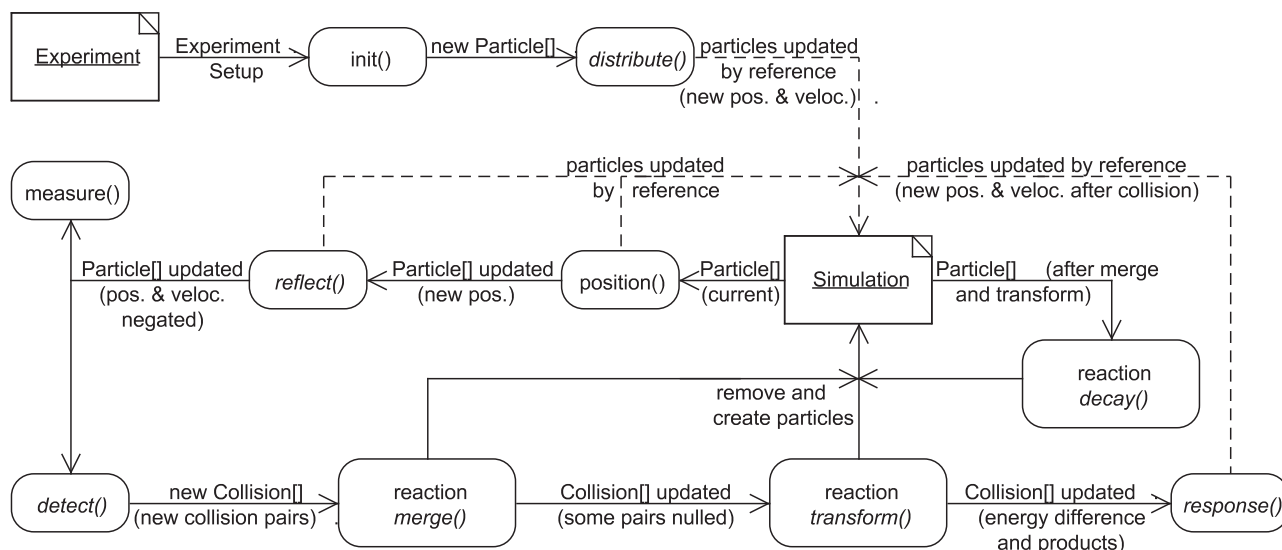 Experiment
Experiment
Setup
init()
new Particle[]
distribute()
particles updated
by reference
(new pos. & veloc.) .
measure()
particles updated
by reference
particles updated by reference
(new pos. & veloc. after collision)
Particle[] updated
(pos. & veloc.
negated)
reflect()
Particle[] updated
(new pos.)
position()
Particle[]
(current)
Simulation
Particle[] (after merge
and transform)
reaction
decay()
remove and
create particles
detect()
new Collision[]
(new collision pairs) .
reaction
merge()
Collision[] updated
(some pairs nulled)
reaction
transform()
Collision[] updated
(energy difference
and products)
response()